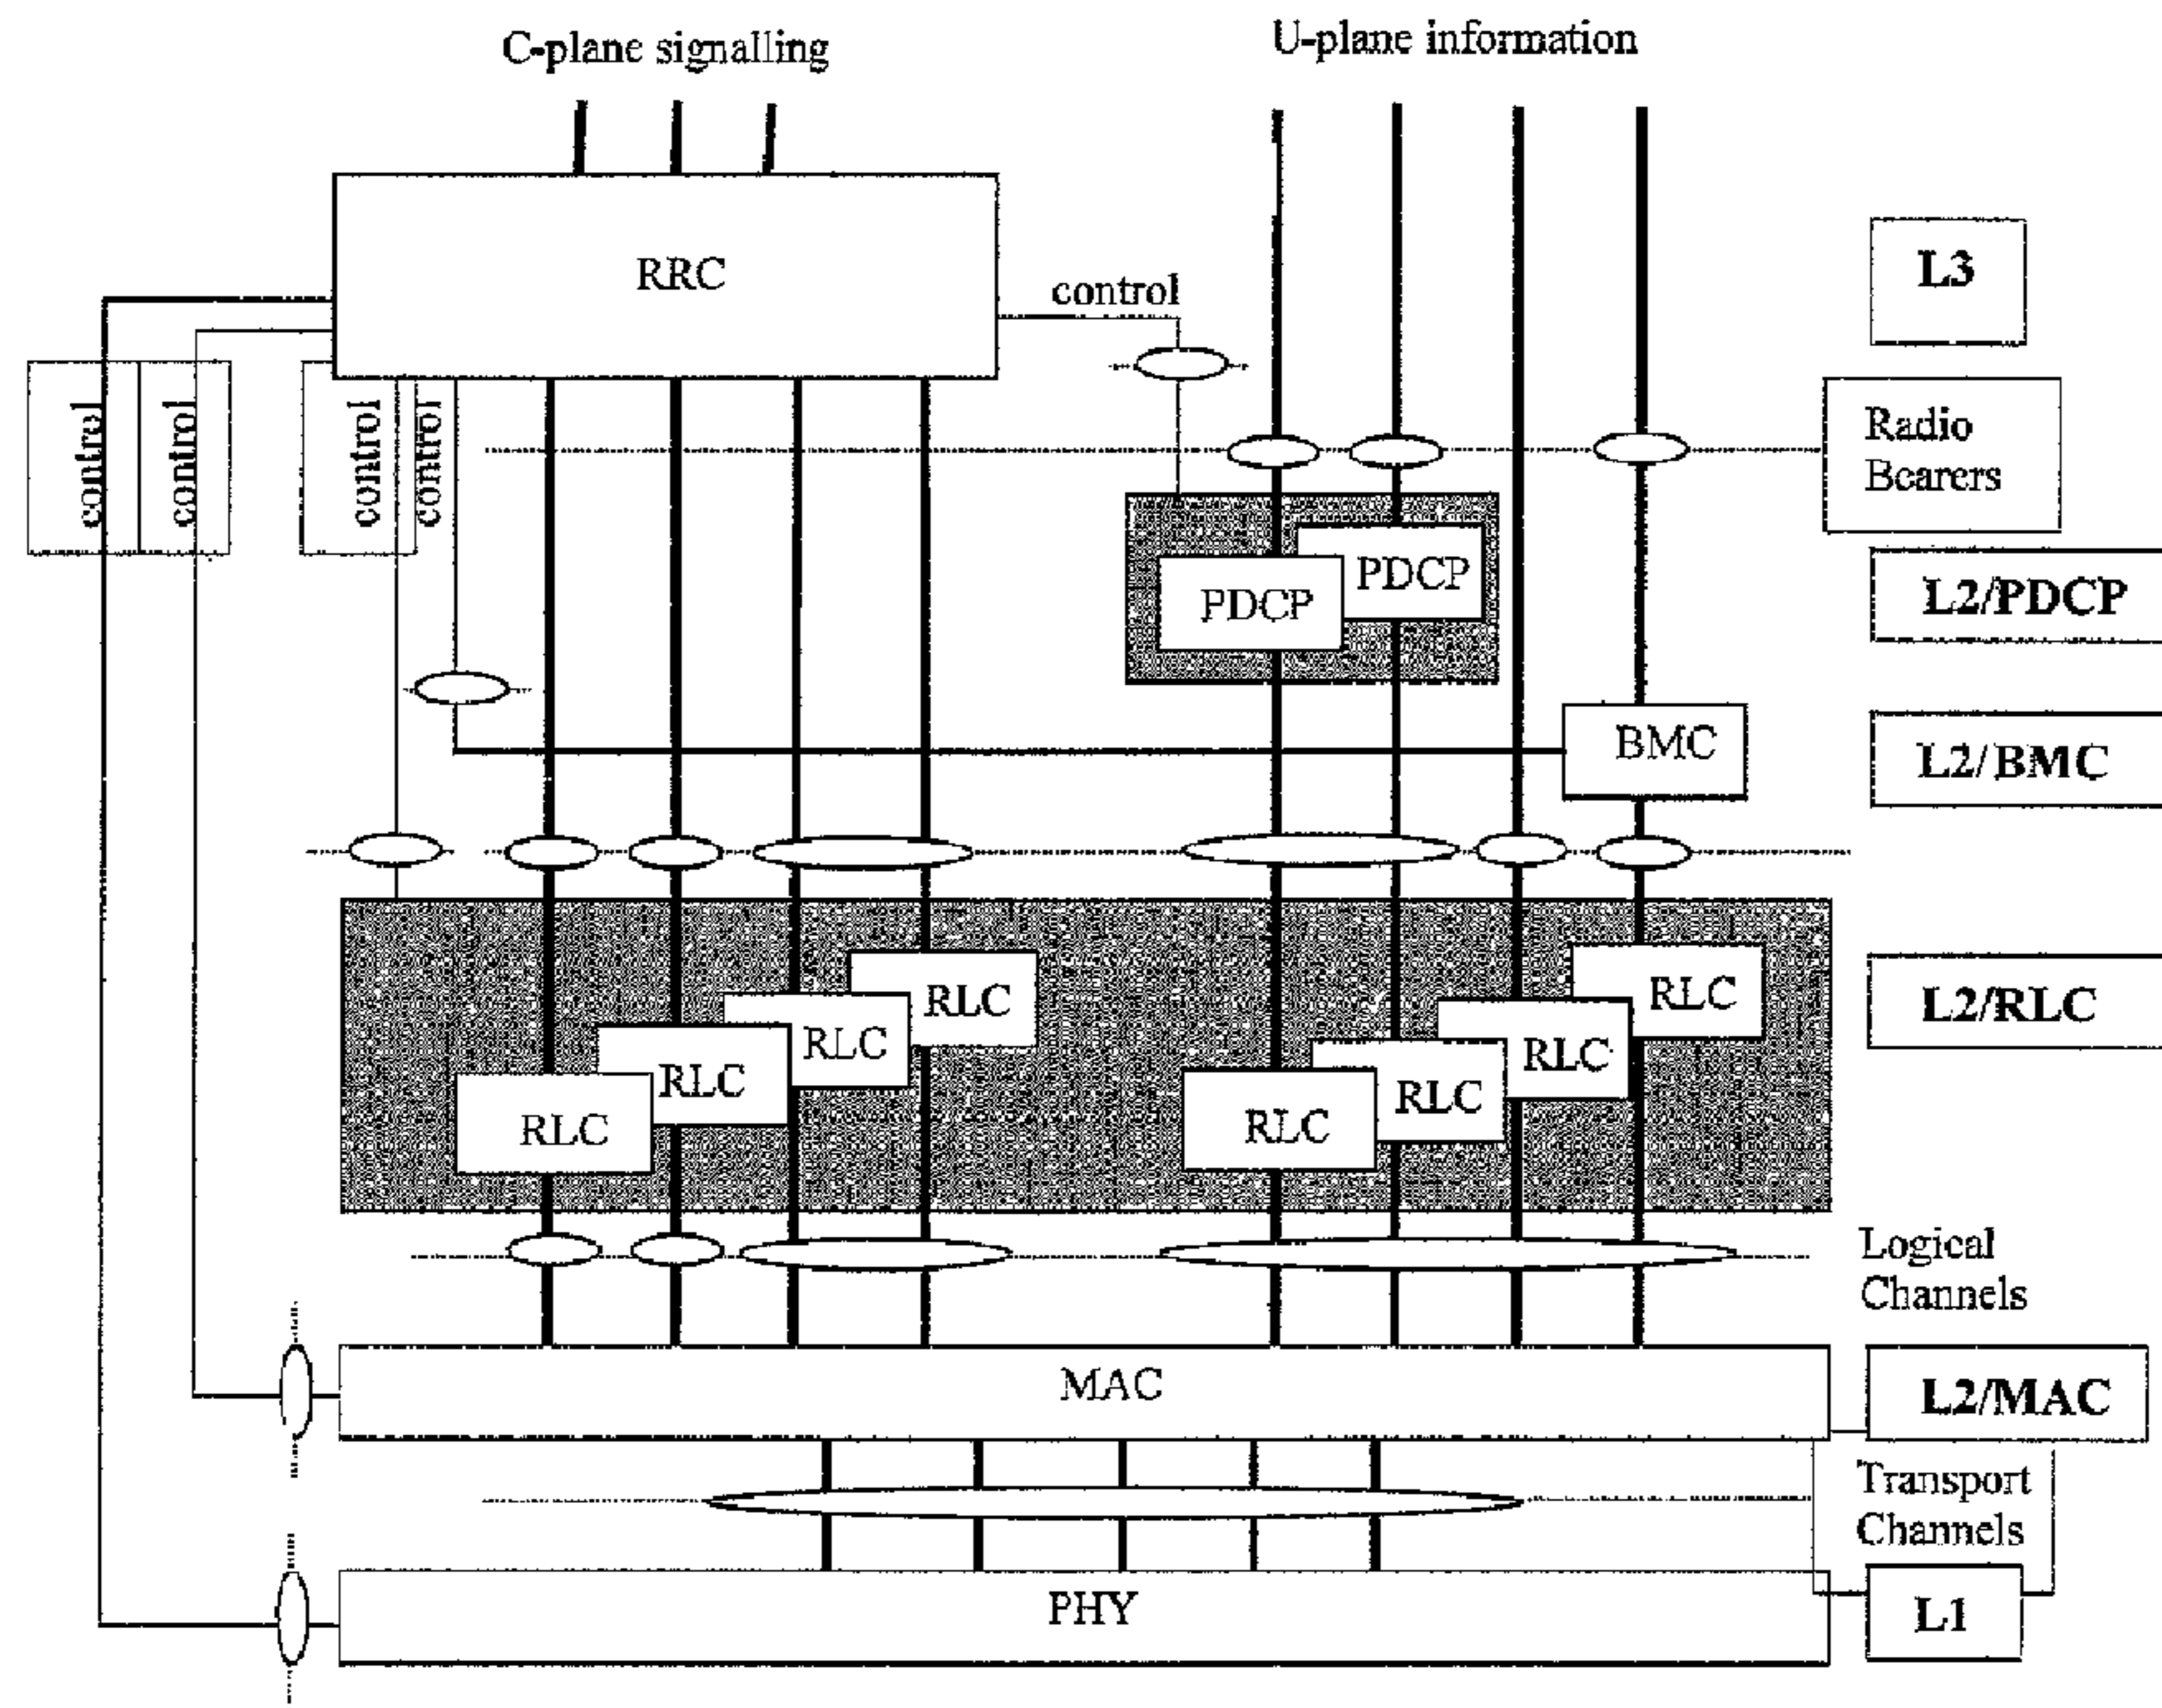 C-plane signalling
U-plane information
RRC
control
L3
control
control
control
control
Radio
Bearers
PDCP
PDCP
L2/PDCP
BMC
L2/BMC
RLC
RLC
RLC
RLC
RLC
RLC
RLC
RLC
L2/RLC
Logical
Channels
MAC
L2/MAC
Transport
Channels
PHY
L1